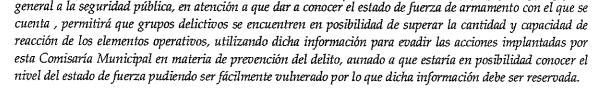 general a la seguridad pública, en atención a que dar a conocer el estado de fuerza de armamento con el que se
cuenta , permitirá que grupos delictivos se encuentren en posibilidad de superar la cantidad y capacidad de
reacción de los elementos operativos, utilizando dicha información para evadir las acciones implantadas por
esta Comisaría Municipal en materia de prevención del delito, aunado a que estaría en posibilidad conocer el
nivel del estado de fuerza pudiendo ser fácilmente vulnerado por lo que dicha información debe ser reservada.